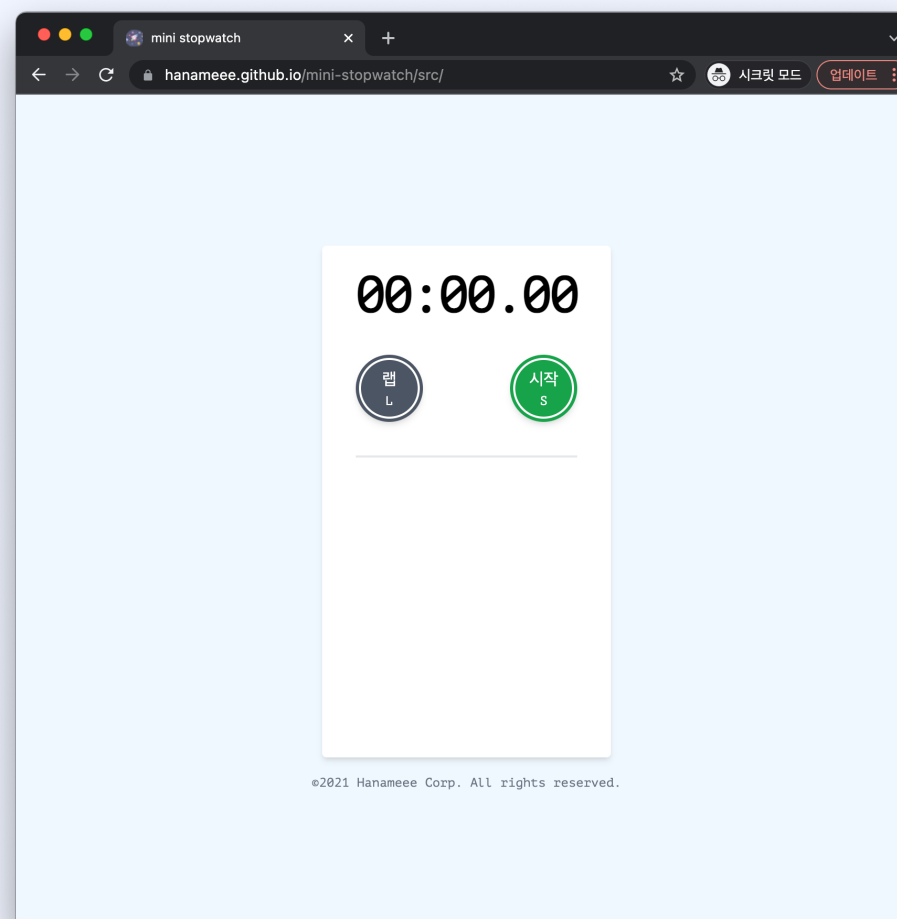 mini stopwatch
hanameee.github.io/mini-stopwatch/src/
시크릿 모드
업데이트
00:00.00
랩
L
시작
S
©2021 Hanameee Corp. All rights reserved.